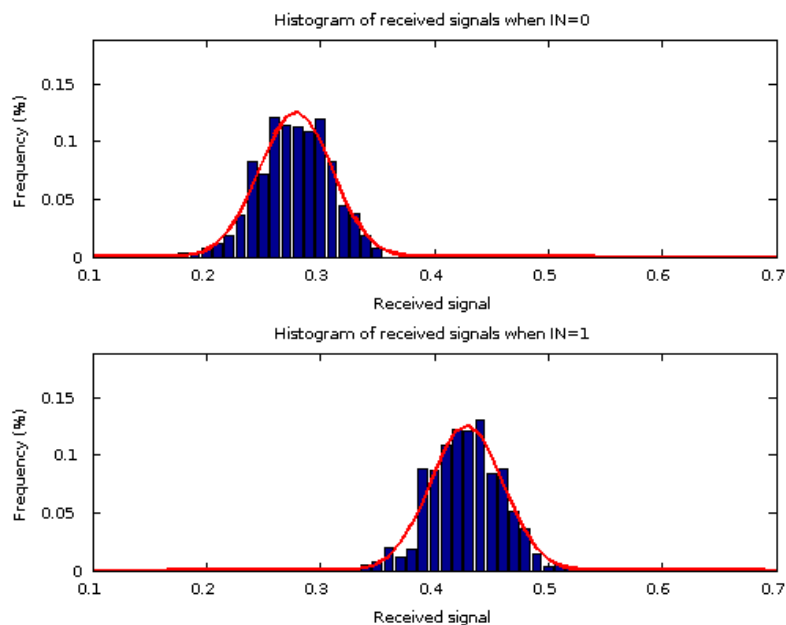 Histogram of received signals when IN=0
0.15
0.1
0.05
0
Frequency (%)
0.1 0.2 0.3 0.4 0.5 0.6 0.7
Received signal
Histogram of received signals when IN=1
0.15
0.1
0.05
0
Frequency (%)
0.1 0.2 0.3 0.4 0.5 0.6 0.7
Received signal